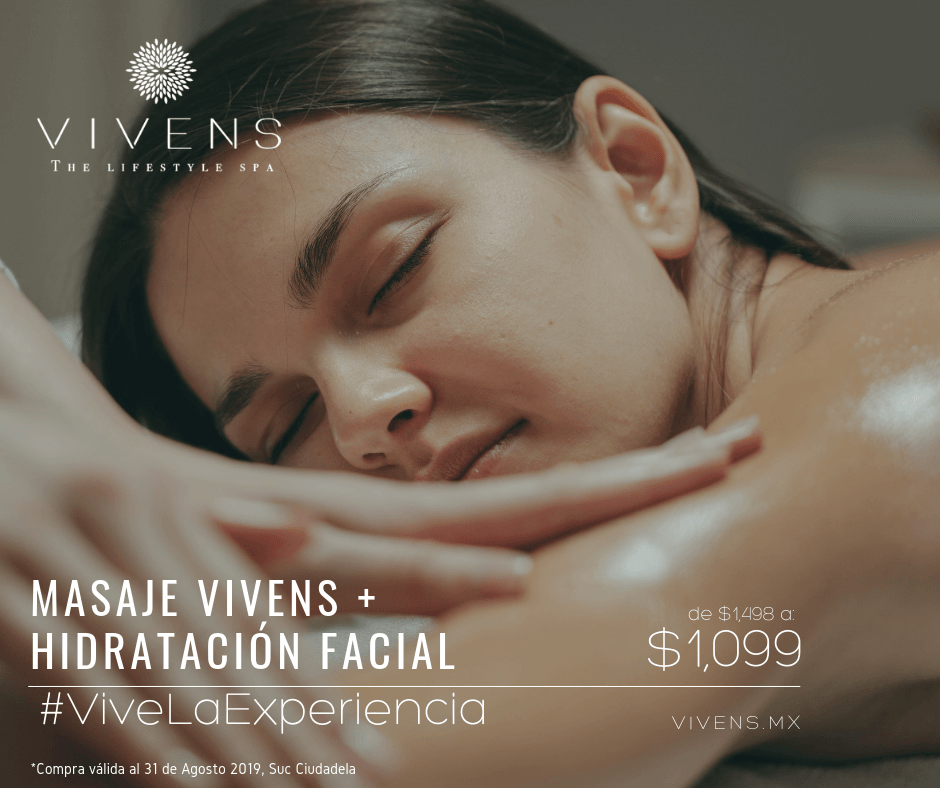 VIVENS
THE LIFESTYLE SPA
MASAJE VIVENS +
HIDRATACIÓN FACIAL
de $1,498 a:
$1,099
#ViveLaExperiencia
VIVENS.MX
*Compra válida al 31 de Agosto 2019, Suc Ciudadela